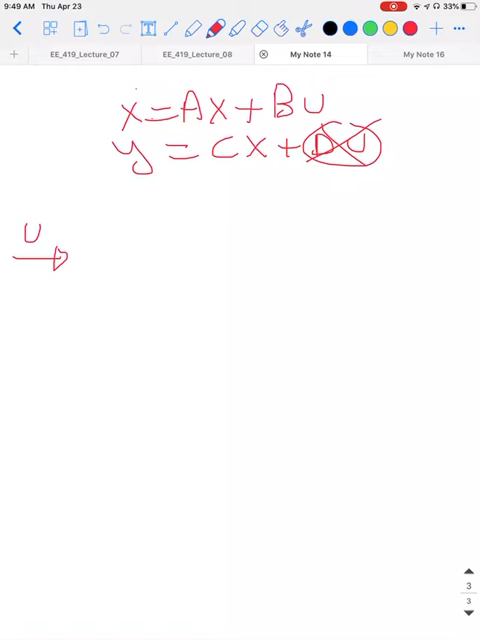 9:49 AM Thu Apr 23 33%
EE_419_Lecture_07 EE_419_Lecture_08 My Note 14 My Note 16
ẋ = Ax + BU
y = Cx + DU
U
3
3